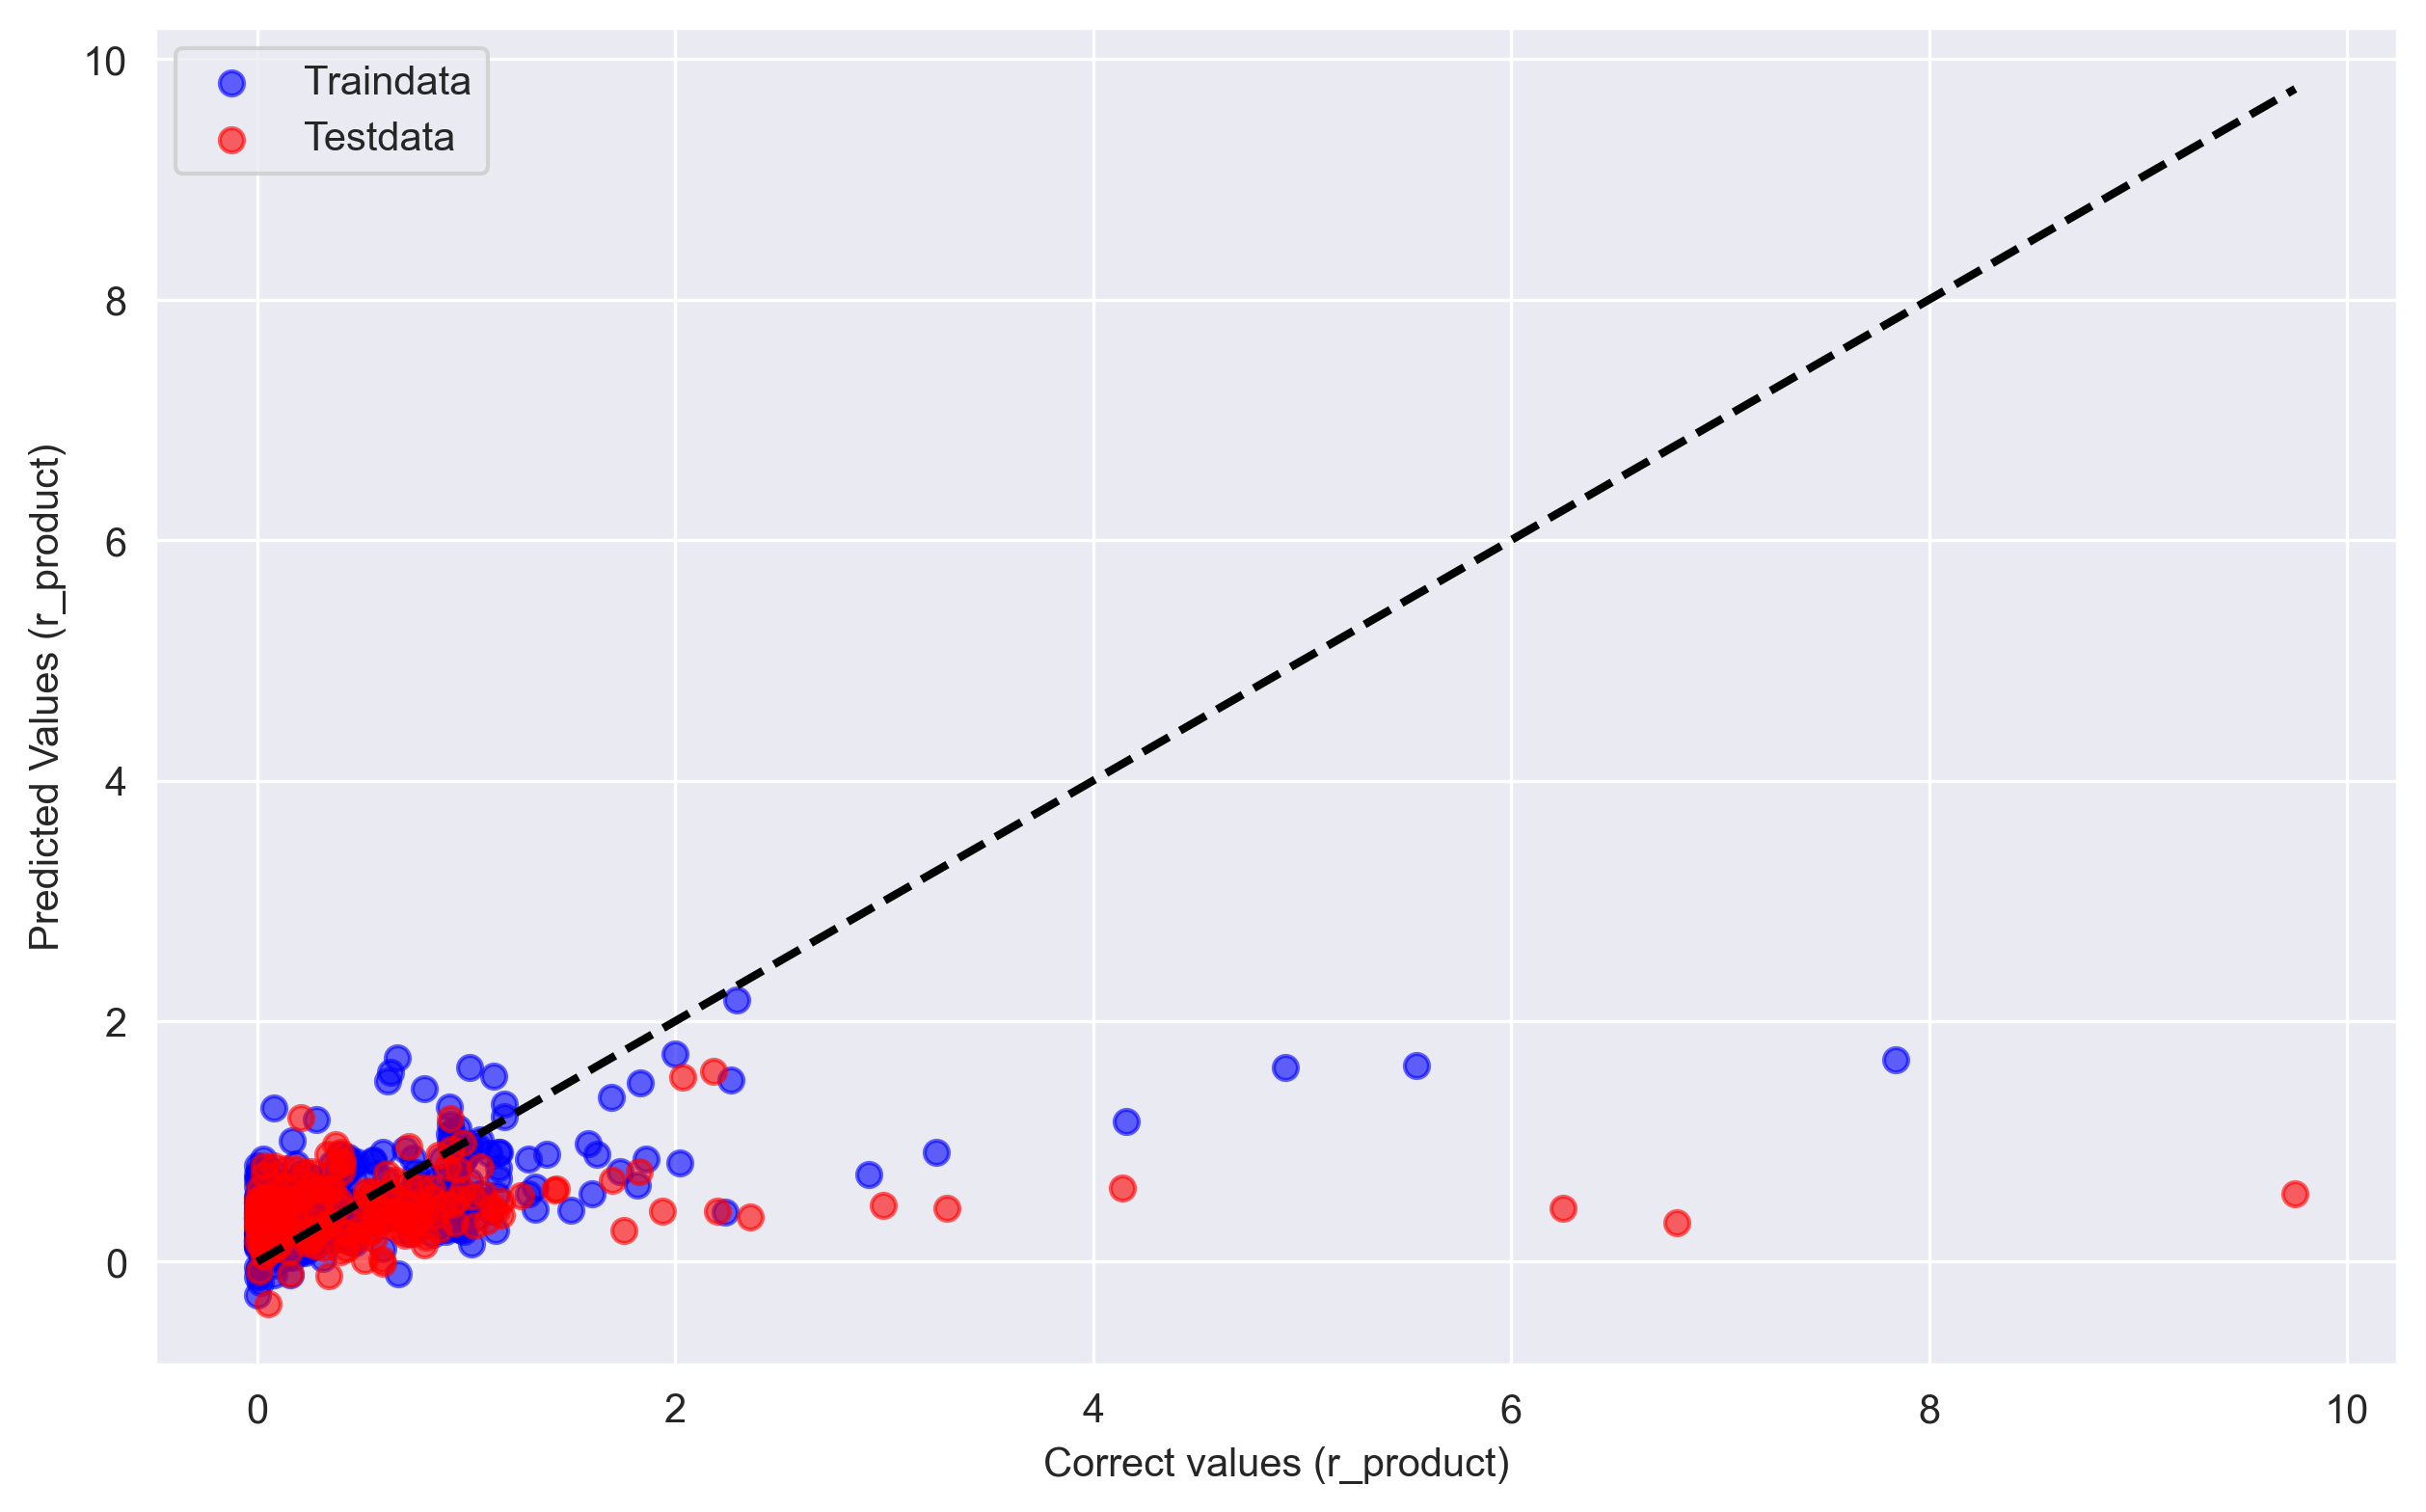 Traindata
Testdata
10
8
6
4
2
0
Predicted Values (r_product)
0 2 4 6 8 10
Correct values (r_product)